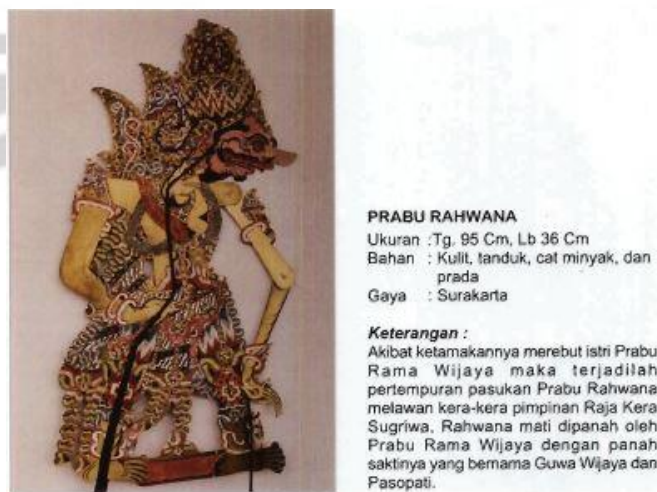 PRABU RAHWANA
Ukuran :Tg. 95 Cm, Lb 36 Cm
Bahan : Kulit, tanduk, cat minyak, dan
prada
Gaya : Surakarta
Keterangan :
Akibat ketamakannya merebut istri Prabu
Rama Wijaya maka terjadilah
pertempuran pasukan Prabu Rahwana
melawan kera-kera pimpinan Raja Kera
Sugriwa, Rahwana mati dipanah oleh
Prabu Rama Wijaya dengan panah
saktinya yang bernama Guwa Wijaya dan
Pasopati.